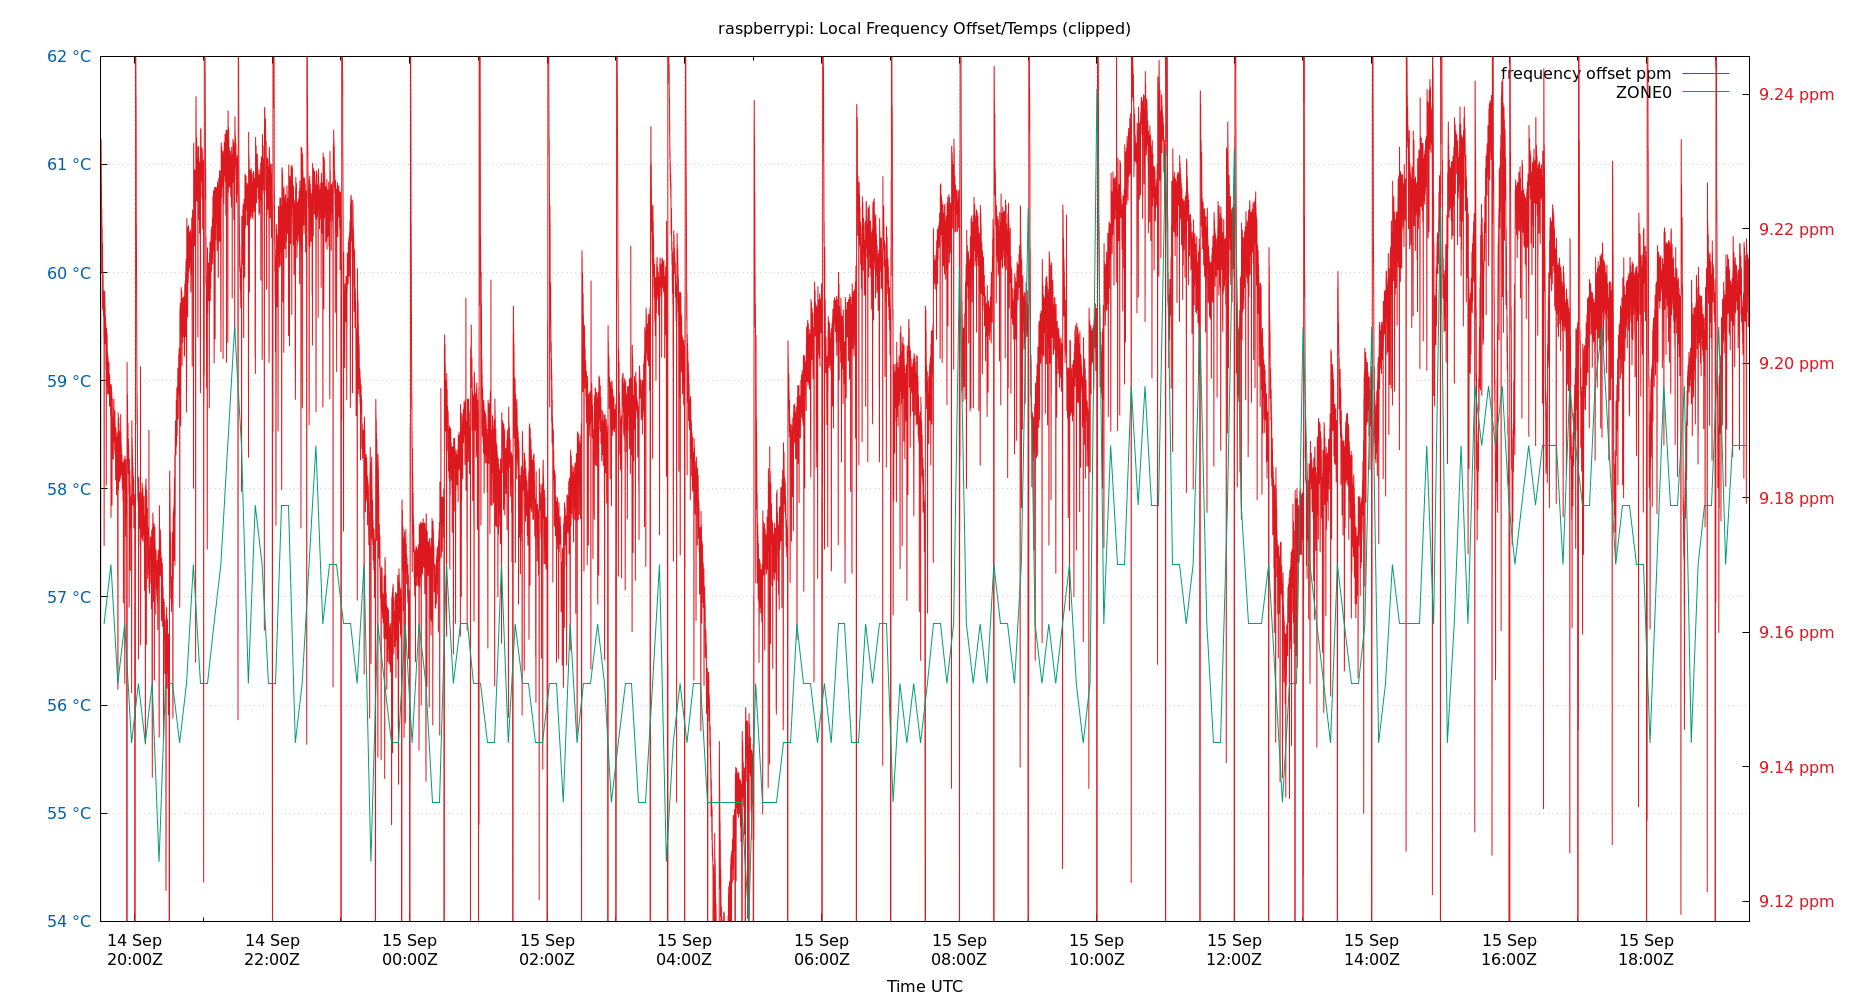 raspberrypi: Local Frequency Offset/Temps (clipped)
frequency offset ppm
ZONE0
62 °C
61 °C
60 °C
59 °C
58 °C
57 °C
56 °C
55 °C
54 °C
9.24 ppm
9.22 ppm
9.20 ppm
9.18 ppm
9.16 ppm
9.14 ppm
9.12 ppm
14 Sep 14 Sep 15 Sep 15 Sep 15 Sep 15 Sep 15 Sep 15 Sep 15 Sep 15 Sep 15 Sep 15 Sep
20:00Z 22:00Z 00:00Z 02:00Z 04:00Z 06:00Z 08:00Z 10:00Z 12:00Z 14:00Z 16:00Z 18:00Z
Time UTC